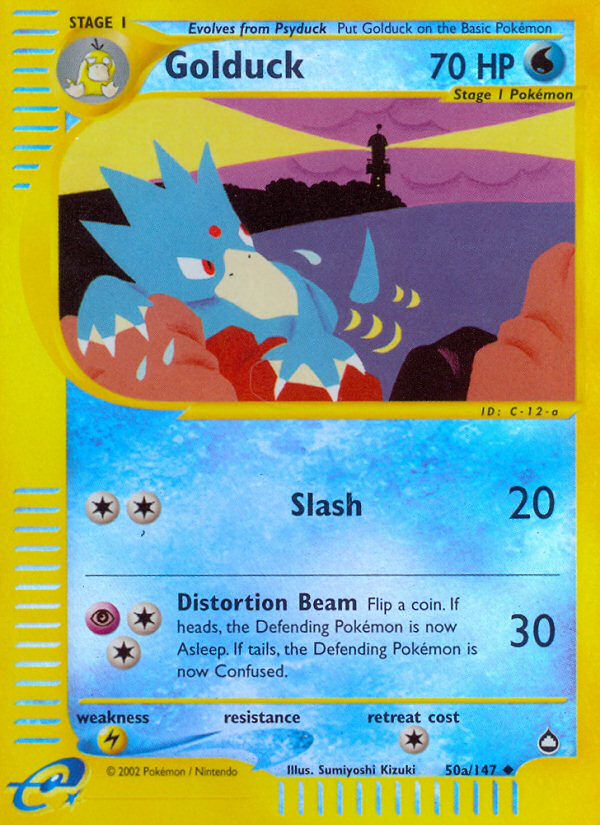 STAGE 1
Evolves from Psyduck Put Golduck on the Basic Pokémon
Golduck 70 HP
Stage 1 Pokémon
ID: C-12-a
Slash 20
Distortion Beam Flip a coin. If
heads, the Defending Pokémon is now
Asleep. If tails, the Defending Pokémon is
now Confused.
30
weakness resistance retreat cost
© 2002 Pokémon / Nintendo Illus. Sumiyoshi Kizuki 50a/147